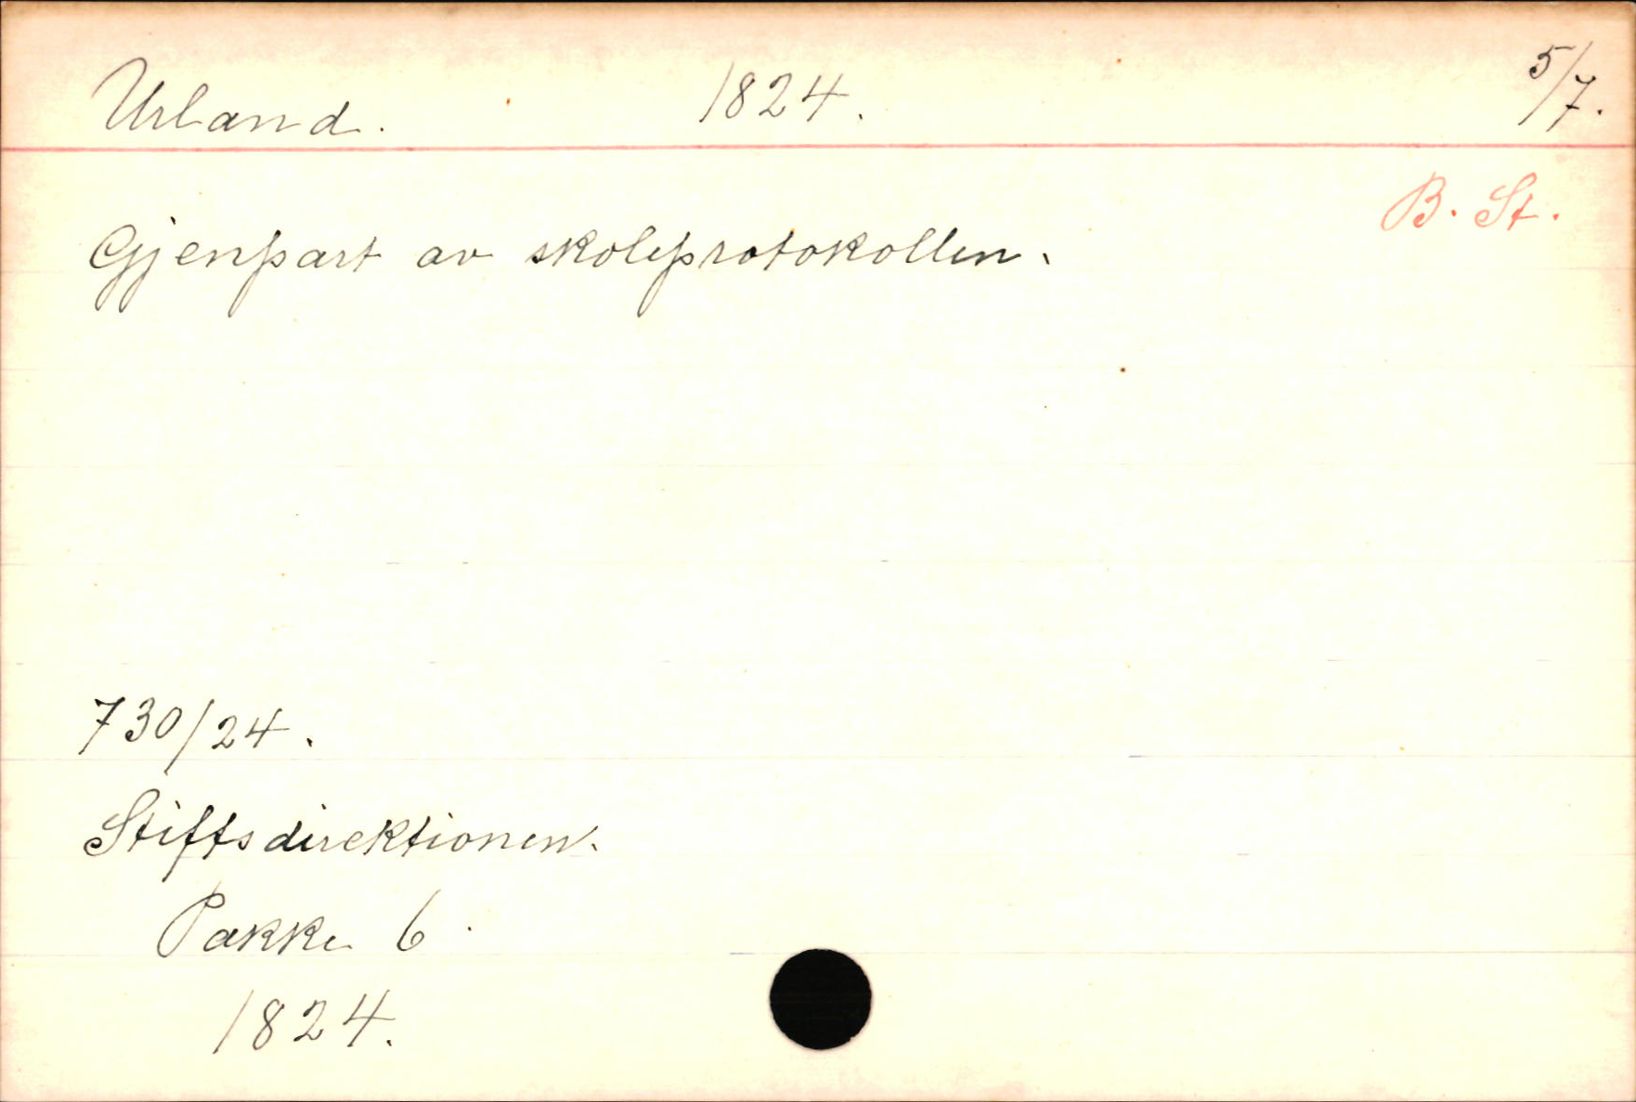 Urland. 1824. 5/7.
B. St.
Gjenpart av skoleprotokollen.
730/24.
Stiftsdirektionen.
Pakke 6.
1824.